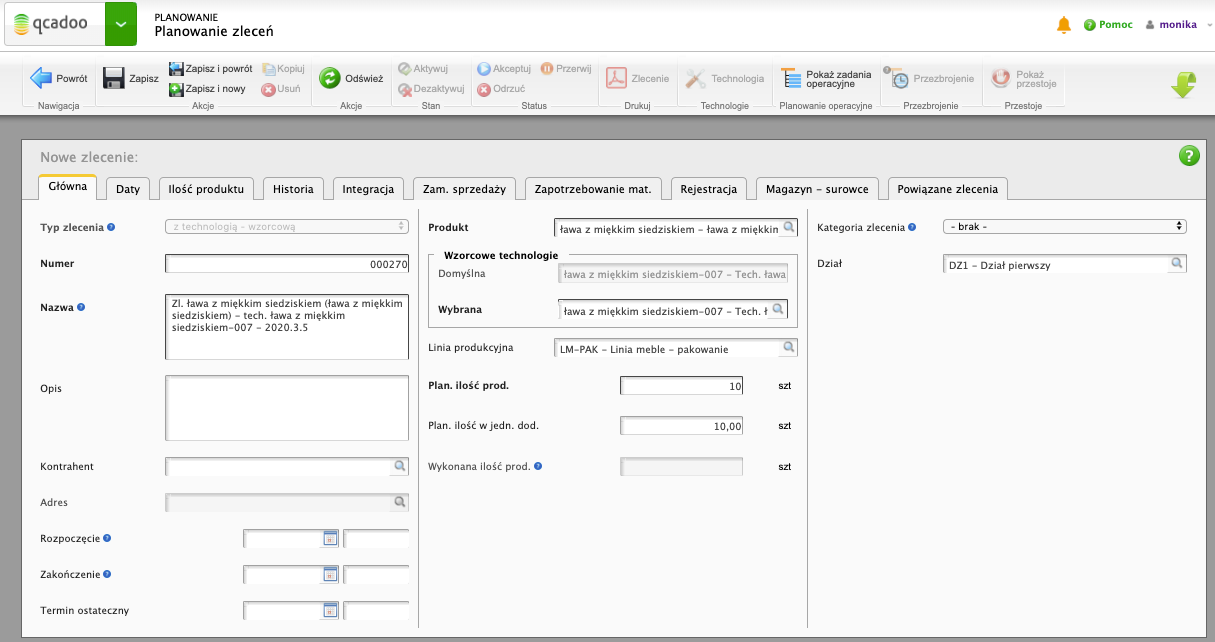 qcadoo
PLANOWANIE
Planowanie zleceń
Pomoc
monika
Powrót
Nawigacja
Zapisz
Zapisz i powrót
Zapisz i nowy
Kopiuj
Usuń
Akcje
Odśwież
Akcje
Aktywuj
Dezaktywuj
Stan
Akceptuj
Przerwij
Odrzuć
Status
Zlecenie
Drukuj
Technologia
Technologie
Pokaż zadania
operacyjne
Planowanie operacyjne
Przezbrojenie
Przezbrojenie
Pokaż
przestoje
Przestoje
Nowe zlecenie:
Główna
Daty
Ilość produktu
Historia
Integracja
Zam. sprzedaży
Zapotrzebowanie mat.
Rejestracja
Magazyn - surowce
Powiązane zlecenia
Typ zlecenia
z technologią - wzorcową
Numer
000270
Nazwa
Zl. ława z miękkim siedziskiem (ława z miękkim
siedziskiem) - tech. ława z miękkim
siedziskiem-007 - 2020.3.5
Opis
Kontrahent
Adres
Rozpoczęcie
Zakończenie
Termin ostateczny
Produkt
ława z miękkim siedziskiem - ława z miękkin
Wzorcowe technologie
Domyślna
ława z miękkim siedziskiem-007 - Tech. ława
Wybrana
ława z miękkim siedziskiem-007 - Tech. ł
Linia produkcyjna
LM-PAK - Linia meble - pakowanie
Plan. ilość prod.
10
szt
Plan. ilość w jedn. dod.
10,00
szt
Wykonana ilość prod.
szt
Kategoria zlecenia
- brak -
Dział
DZ1 - Dział pierwszy